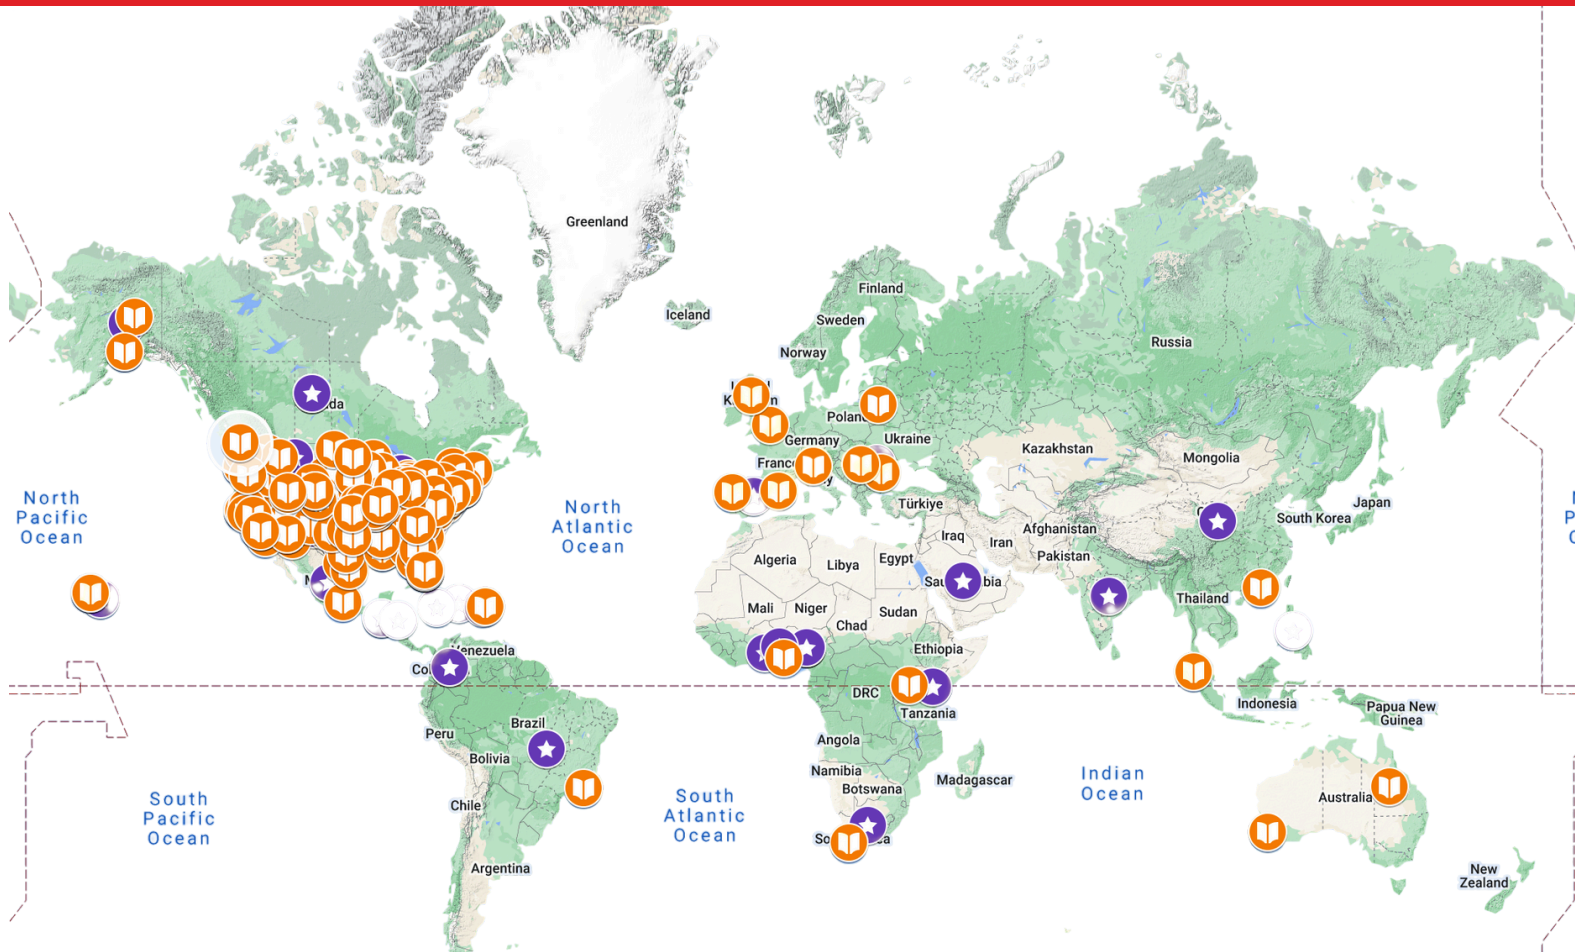 Greenland
Iceland
Finland
Sweden
Norway
Russia
Poland
Germany
Ukraine
France
Kazakhstan
Mongolia
North
Pacific
Ocean
North
Atlantic
Ocean
Türkiye
Japan
South Korea
Afghanistan
Iraq
Iran
Pakistan
Algeria
Libya
Egypt
Thailand
Mali
Niger
Sudan
Chad
Ethiopia
Venezuela
DRC
Tanzania
Indonesia
Papua New
Guinea
Brazil
Peru
Bolivia
Angola
Namibia
Botswana
Madagascar
Indian
Ocean
Australia
South
Pacific
Ocean
Chile
South
Atlantic
Ocean
Argentina
New
Zealand